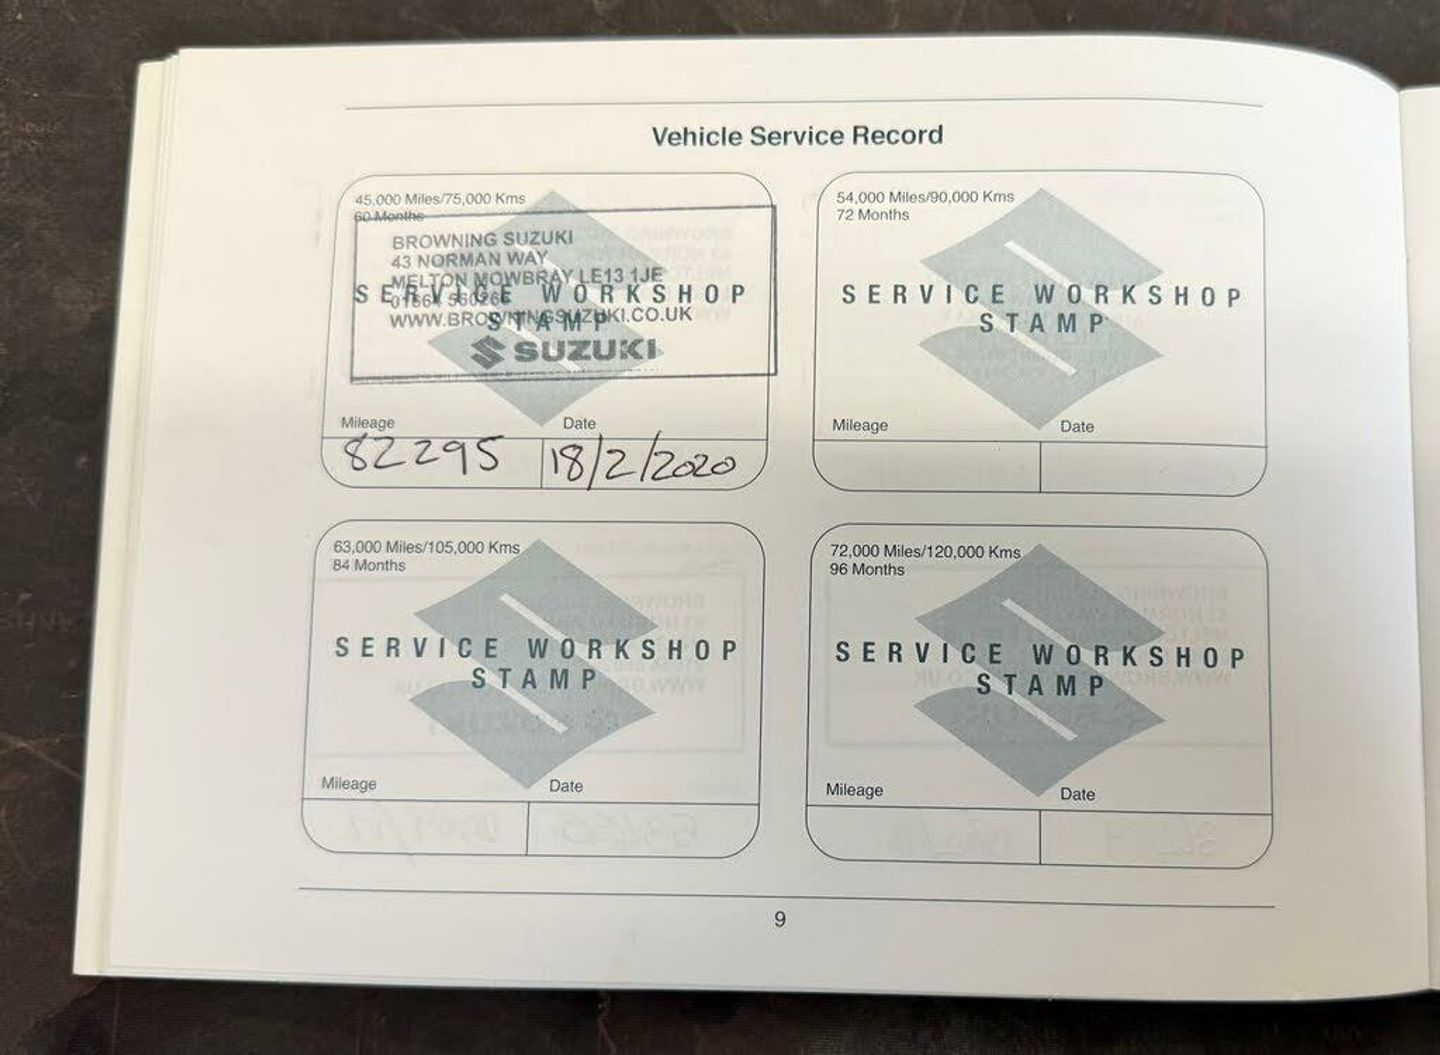 Vehicle Service Record
45,000 Miles/75,000 Kms
60 Months
BROWNING SUZUKI
43 NORMAN WAY
MELTON MOWBRAY LE13 1JE
WWW.BROWNINGSUZUKI.CO.UK
SUZUKI
SERVICE WORKSHOP
STAMP
Mileage Date
82295 18/2/2020
54,000 Miles/90,000 Kms
72 Months
SERVICE WORKSHOP
STAMP
Mileage Date
63,000 Miles/105,000 Kms
84 Months
SERVICE WORKSHOP
STAMP
Mileage Date
72,000 Miles/120,000 Kms
96 Months
SERVICE WORKSHOP
STAMP
Mileage Date
9